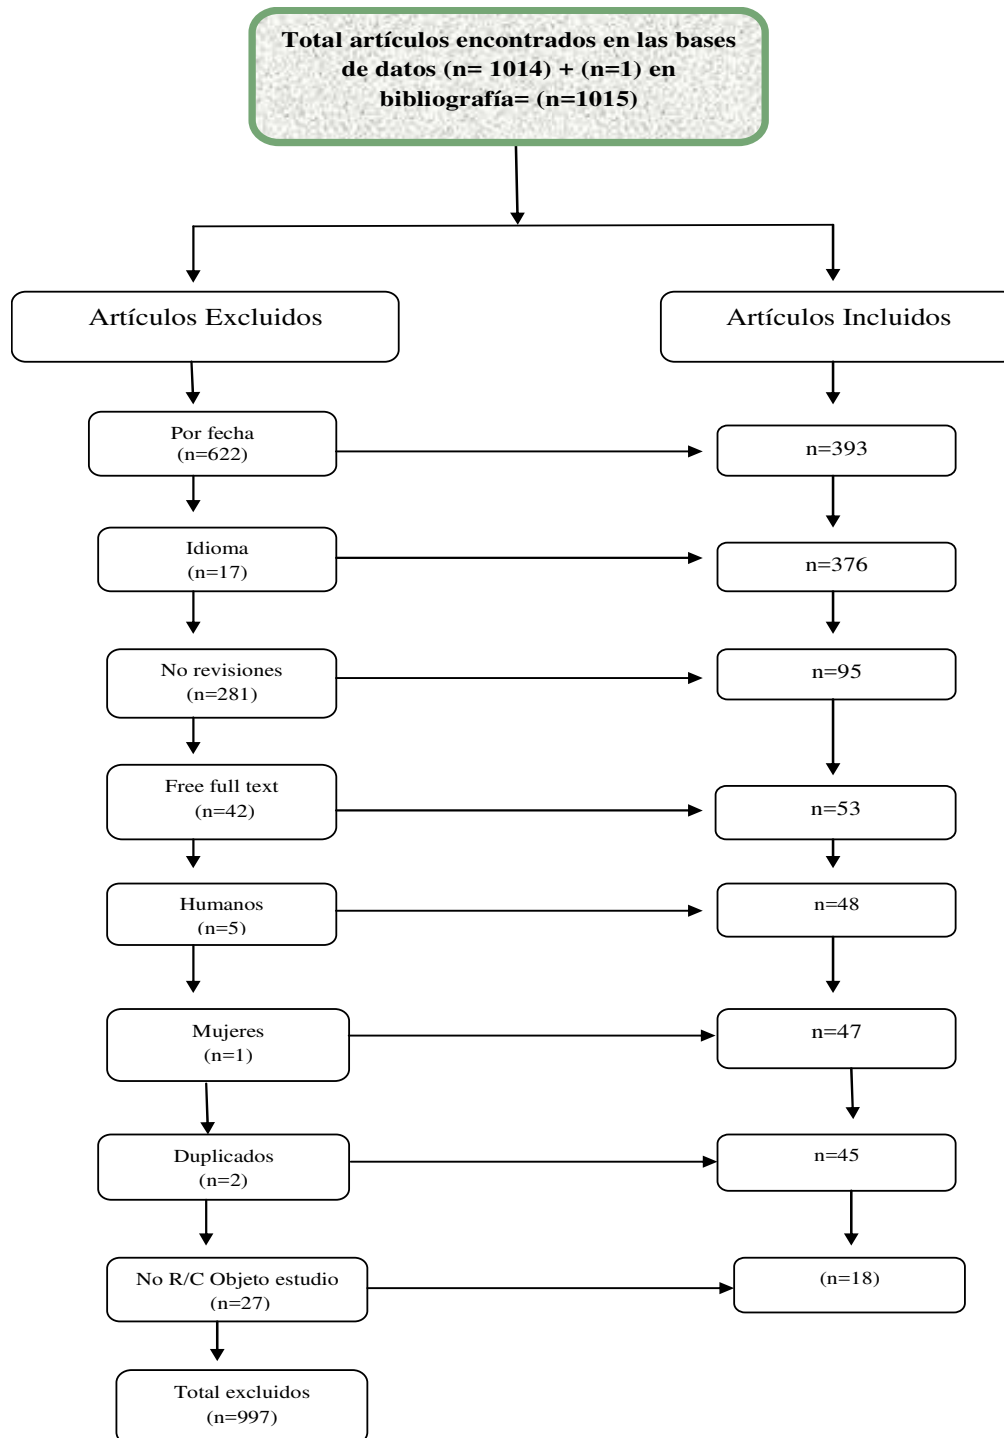 Total artículos encontrados en las bases
de datos (n= 1014) + (n=1) en
bibliografía= (n=1015)
Artículos Excluidos
Artículos Incluidos
Por fecha
(n=622)
n=393
Idioma
(n=17)
n=376
No revisiones
(n=281)
n=95
Free full text
(n=42)
n=53
Humanos
(n=5)
n=48
Mujeres
(n=1)
n=47
Duplicados
(n=2)
n=45
No R/C Objeto estudio
(n=27)
(n=18)
Total excluidos
(n=997)